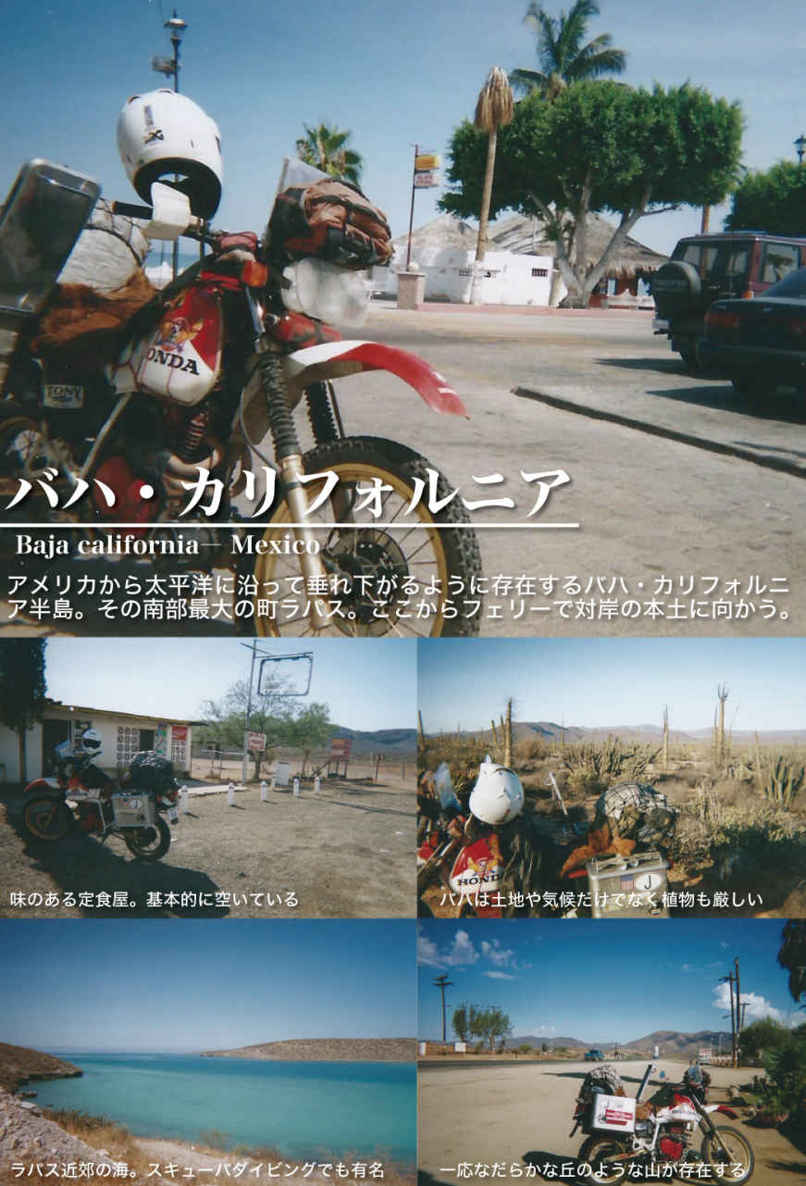 HONDA
TONY
バハ・カリフォルニア
Baja california— Mexico
アメリカから太平洋に沿って垂れ下がるように存在するバハ・カリフォルニ
ア半島。その南部最大の町ラパス。ここからフェリーで対岸の本土に向かう。
味のある定食屋。基本的に空いている
HONDA
J
バハは土地や気候だけでなく植物も厳しい
ラパス近郊の海。スキューバダイビングでも有名
一応なだらかな丘のような山が存在する